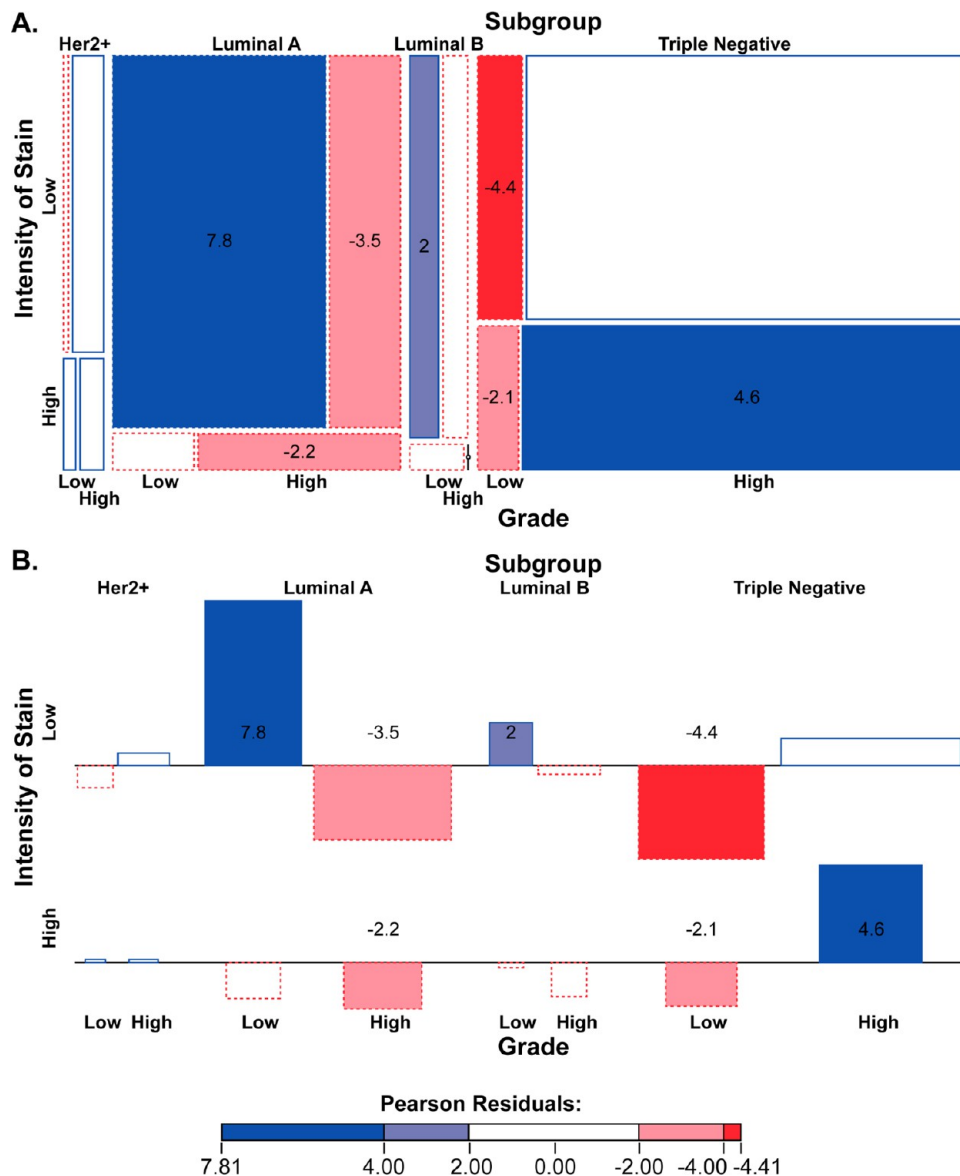 A.
Subgroup
Her2+ Luminal A Luminal B Triple Negative
Intensity of Stain
Low
High
7.8
-3.5
2
-4.4
-2.2
-2.1
4.6
Low High Low High Low High Low High
Grade
B.
Subgroup
Her2+ Luminal A Luminal B Triple Negative
Intensity of Stain
Low
High
7.8 -3.5 2 -4.4
-2.2 -2.1 4.6
Low High Low High Low High Low High
Grade
Pearson Residuals:
7.81 4.00 2.00 0.00 -2.00 -4.00 -4.41